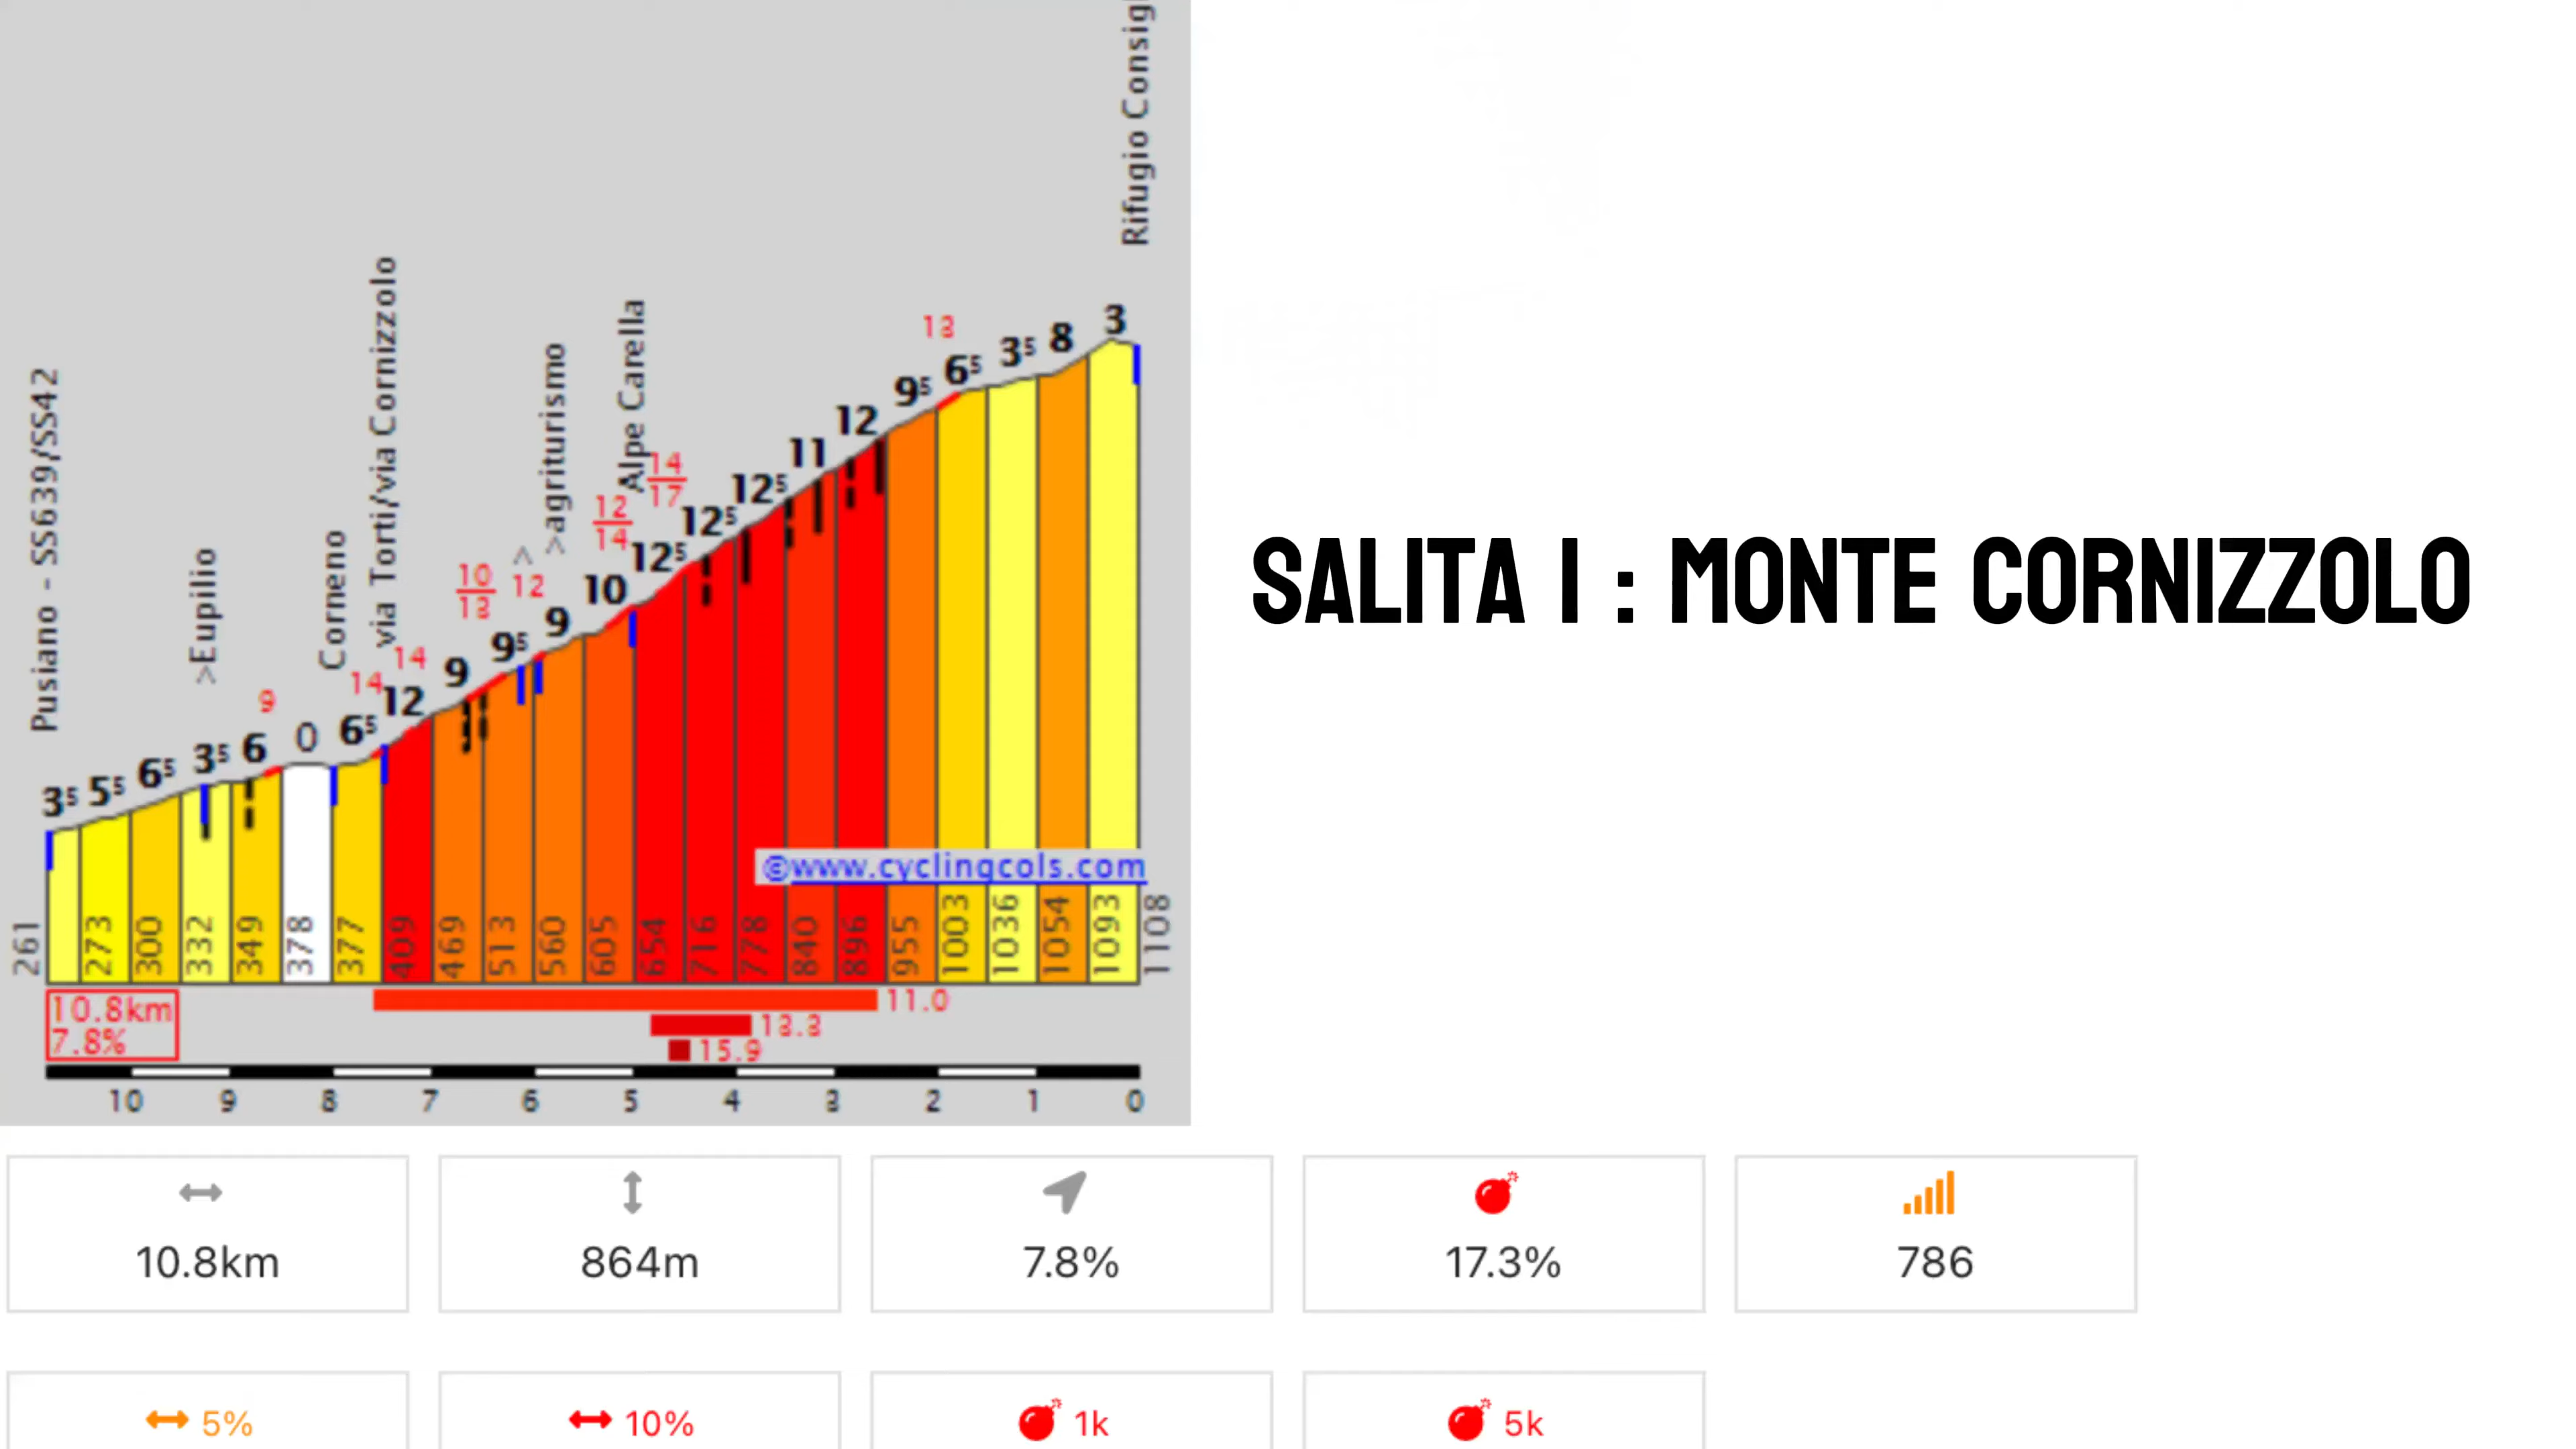 Rifugio Consig
Pusiano - SS639/SS42
>Eupilio
Corneno
via Torti/via Cornizzolo
>
>agriturismo
Alpe Carella
9
14
14
10
13
12
12
14
14
17
13
3⁵ 5⁵ 6⁵ 3⁵ 6 0 6⁵ 12 9 9⁵ 9 10 12⁵ 12⁵ 12⁵ 11 12 9⁵ 6⁵ 3⁵ 8 3
SALITA 1 : MONTE CORNIZZOLO
©www.cyclingcols.com
261 273 300 332 349 378 377 409 469 513 560 605 654 716 778 840 896 955 1003 1036 1054 1093 1108
10.8km
7.8%
11.0
13.3
15.9
10 9 8 7 6 5 4 3 2 1 0
10.8km 864m 7.8% 17.3% 786
5% 10% 1k 5k